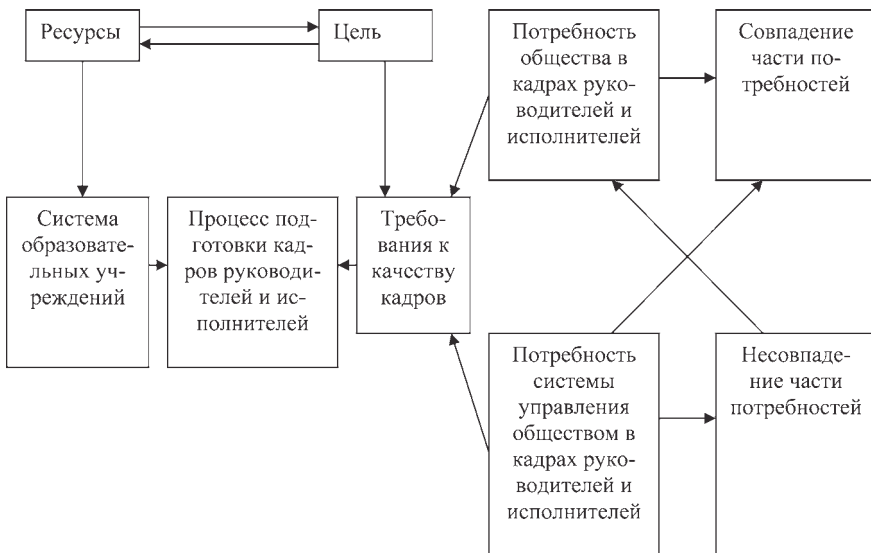 Ресурсы
Цель
Потребность
общества в
кадрах руко-
водителей и
исполнителей
Совпадение
части по-
требностей
Система
образовате-
льных уч-
реждений
Процесс под-
готовки кад-
ров руководи-
телей и ис-
полнителей
Требо-
вания к
качеству
кадров
Потребность
системы
управления
обществом в
кадрах руко-
водителей и
исполнителей
Несовпаде-
ние части
потребностей